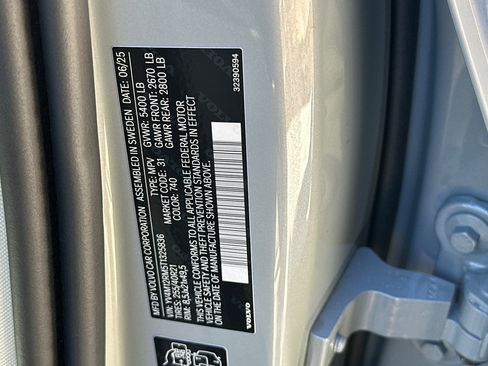 MFD BY VOLVO CAR CORPORATION ASSEMBLED IN SWEDEN DATE: 06/25
VIN: YV4M12RM5T1325936 TYPE: MPV GVWR: 5400 LB
TIRES: 255/40R21 MARKET CODE: 31 GAWR FRONT: 2670 LB
RIM: 8,5Jx21x49,5 COLOR: 740 GAWR REAR: 2800 LB
THIS VEHICLE CONFORMS TO ALL APPLICABLE FEDERAL MOTOR
VEHICLE SAFETY AND THEFT PREVENTION STANDARDS IN EFFECT
ON THE DATE OF MANUFACTURE SHOWN ABOVE.
VOLVO
32390594